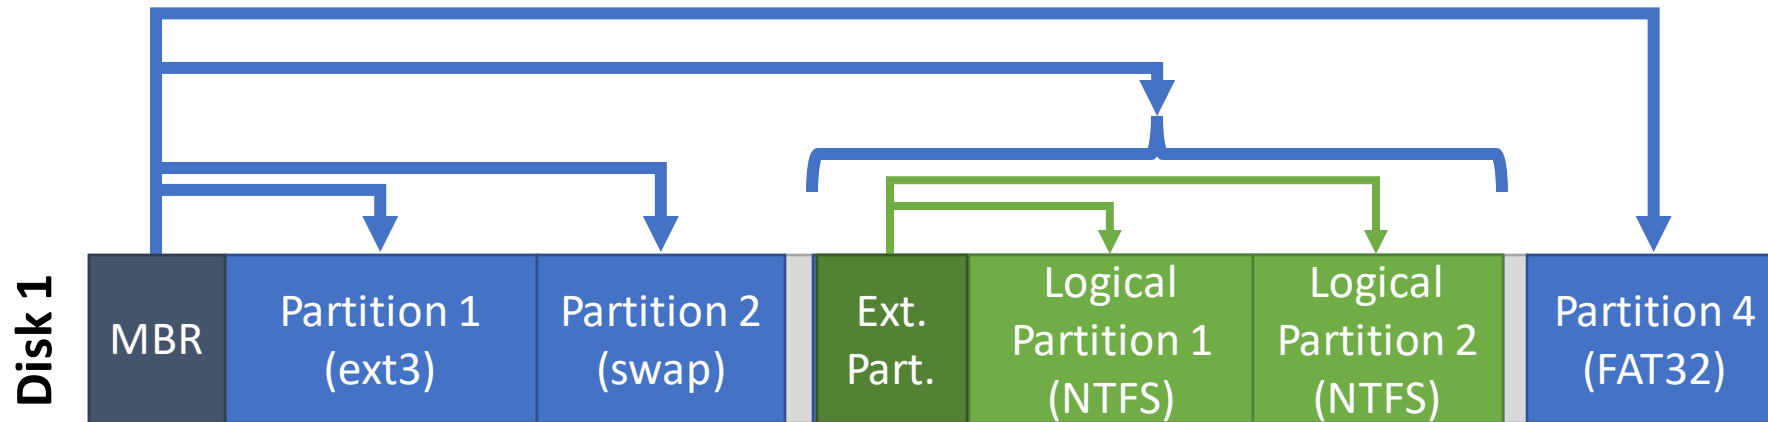 Disk 1
MBR
Partition 1
(ext3)
Partition 2
(swap)
Ext.
Part.
Logical
Partition 1
(NTFS)
Logical
Partition 2
(NTFS)
Partition 4
(FAT32)